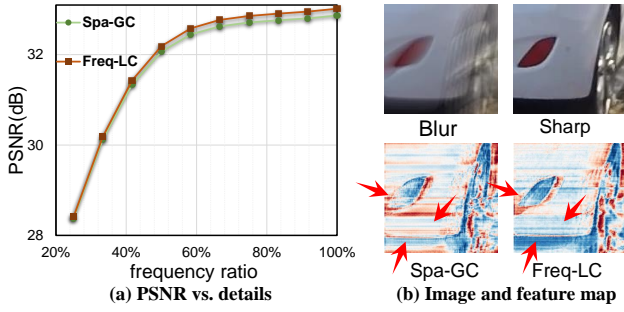 33
Spa-GC
Freq-LC
PSNR(dB)
30
28
20%
40%
60%
80%
100%
frequency ratio
(a) PSNR vs. details
Blur
Sharp
Spa-GC
Freq-LC
(b) Image and feature map